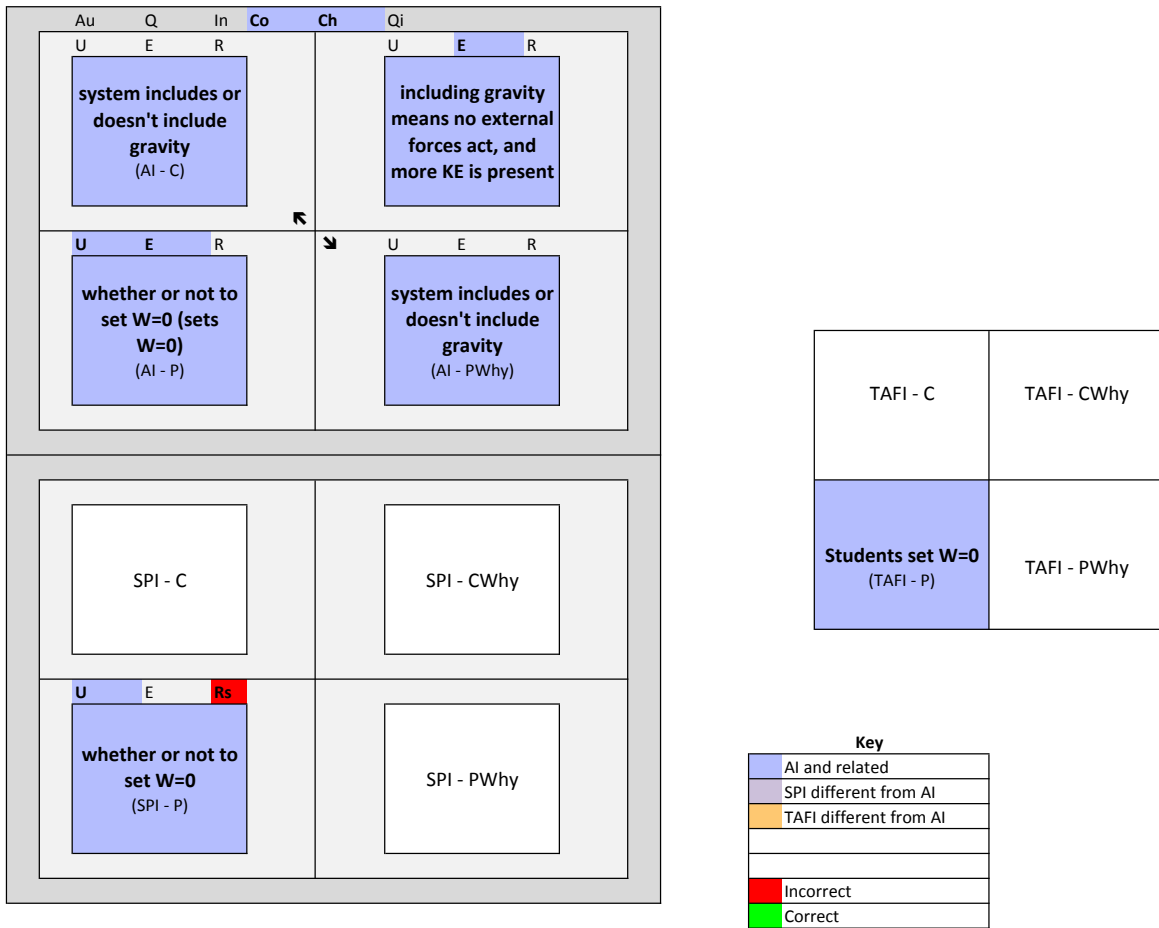 Au Q In Co Ch Qi
U E R U E R
system includes or
doesn't include
gravity
(AI - C)
including gravity
means no external
forces act, and
more KE is present
U E R U E R
whether or not to
set W=0 (sets
W=0)
(AI - P)
system includes or
doesn't include
gravity
(AI - PWhy)
SPI - C
SPI - CWhy
U E Rs
whether or not to
set W=0
(SPI - P)
SPI - PWhy
TAFI - C
TAFI - CWhy
Students set W=0
(TAFI - P)
TAFI - PWhy
Key
AI and related
SPI different from AI
TAFI different from AI
Incorrect
Correct